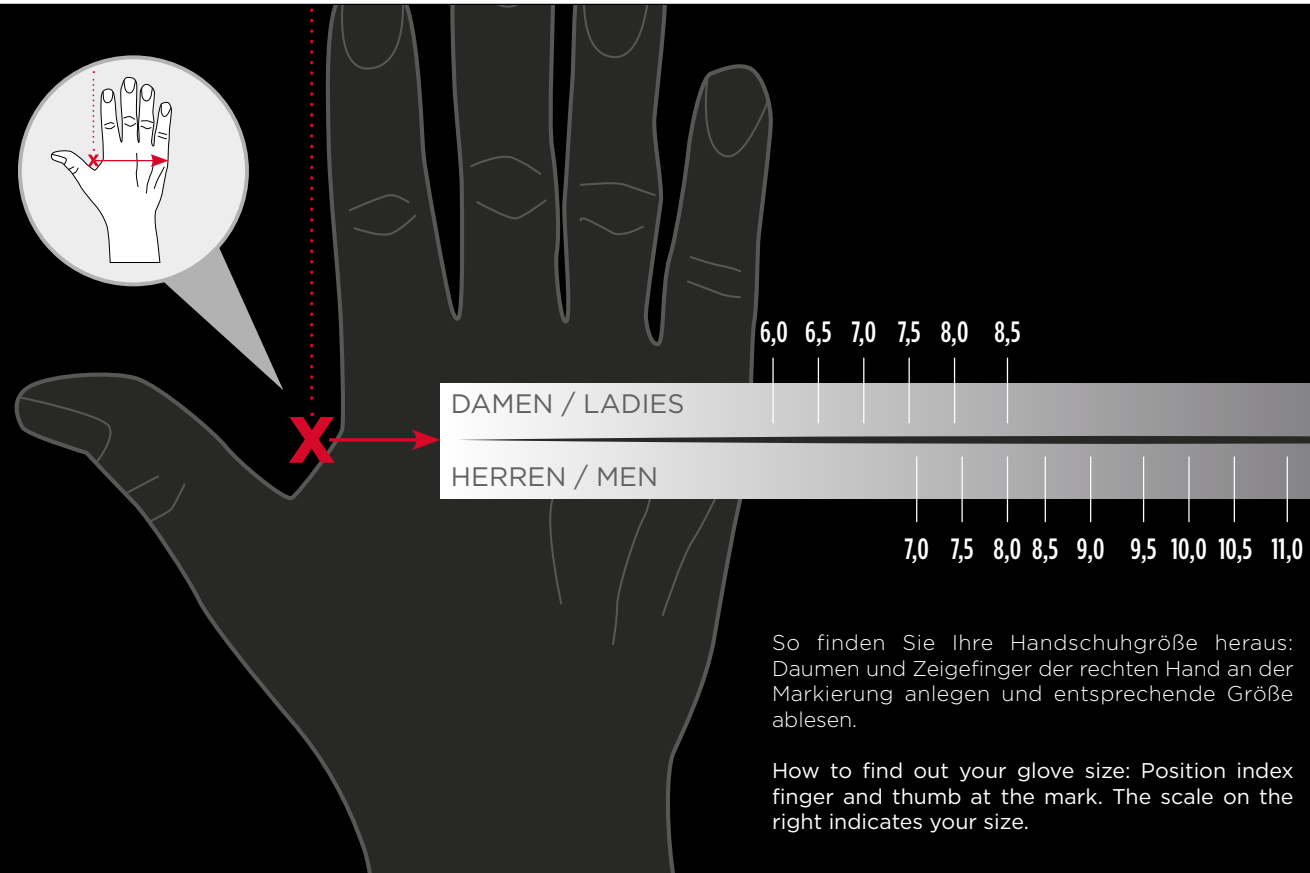 X
X
6,0 6,5 7,0 7,5 8,0 8,5
DAMEN / LADIES
HERREN / MEN
7,0 7,5 8,0 8,5 9,0 9,5 10,0 10,5 11,0
So finden Sie Ihre Handschuhgröße heraus:
Daumen und Zeigefinger der rechten Hand an der
Markierung anlegen und entsprechende Größe
ablesen.
How to find out your glove size: Position index
finger and thumb at the mark. The scale on the
right indicates your size.